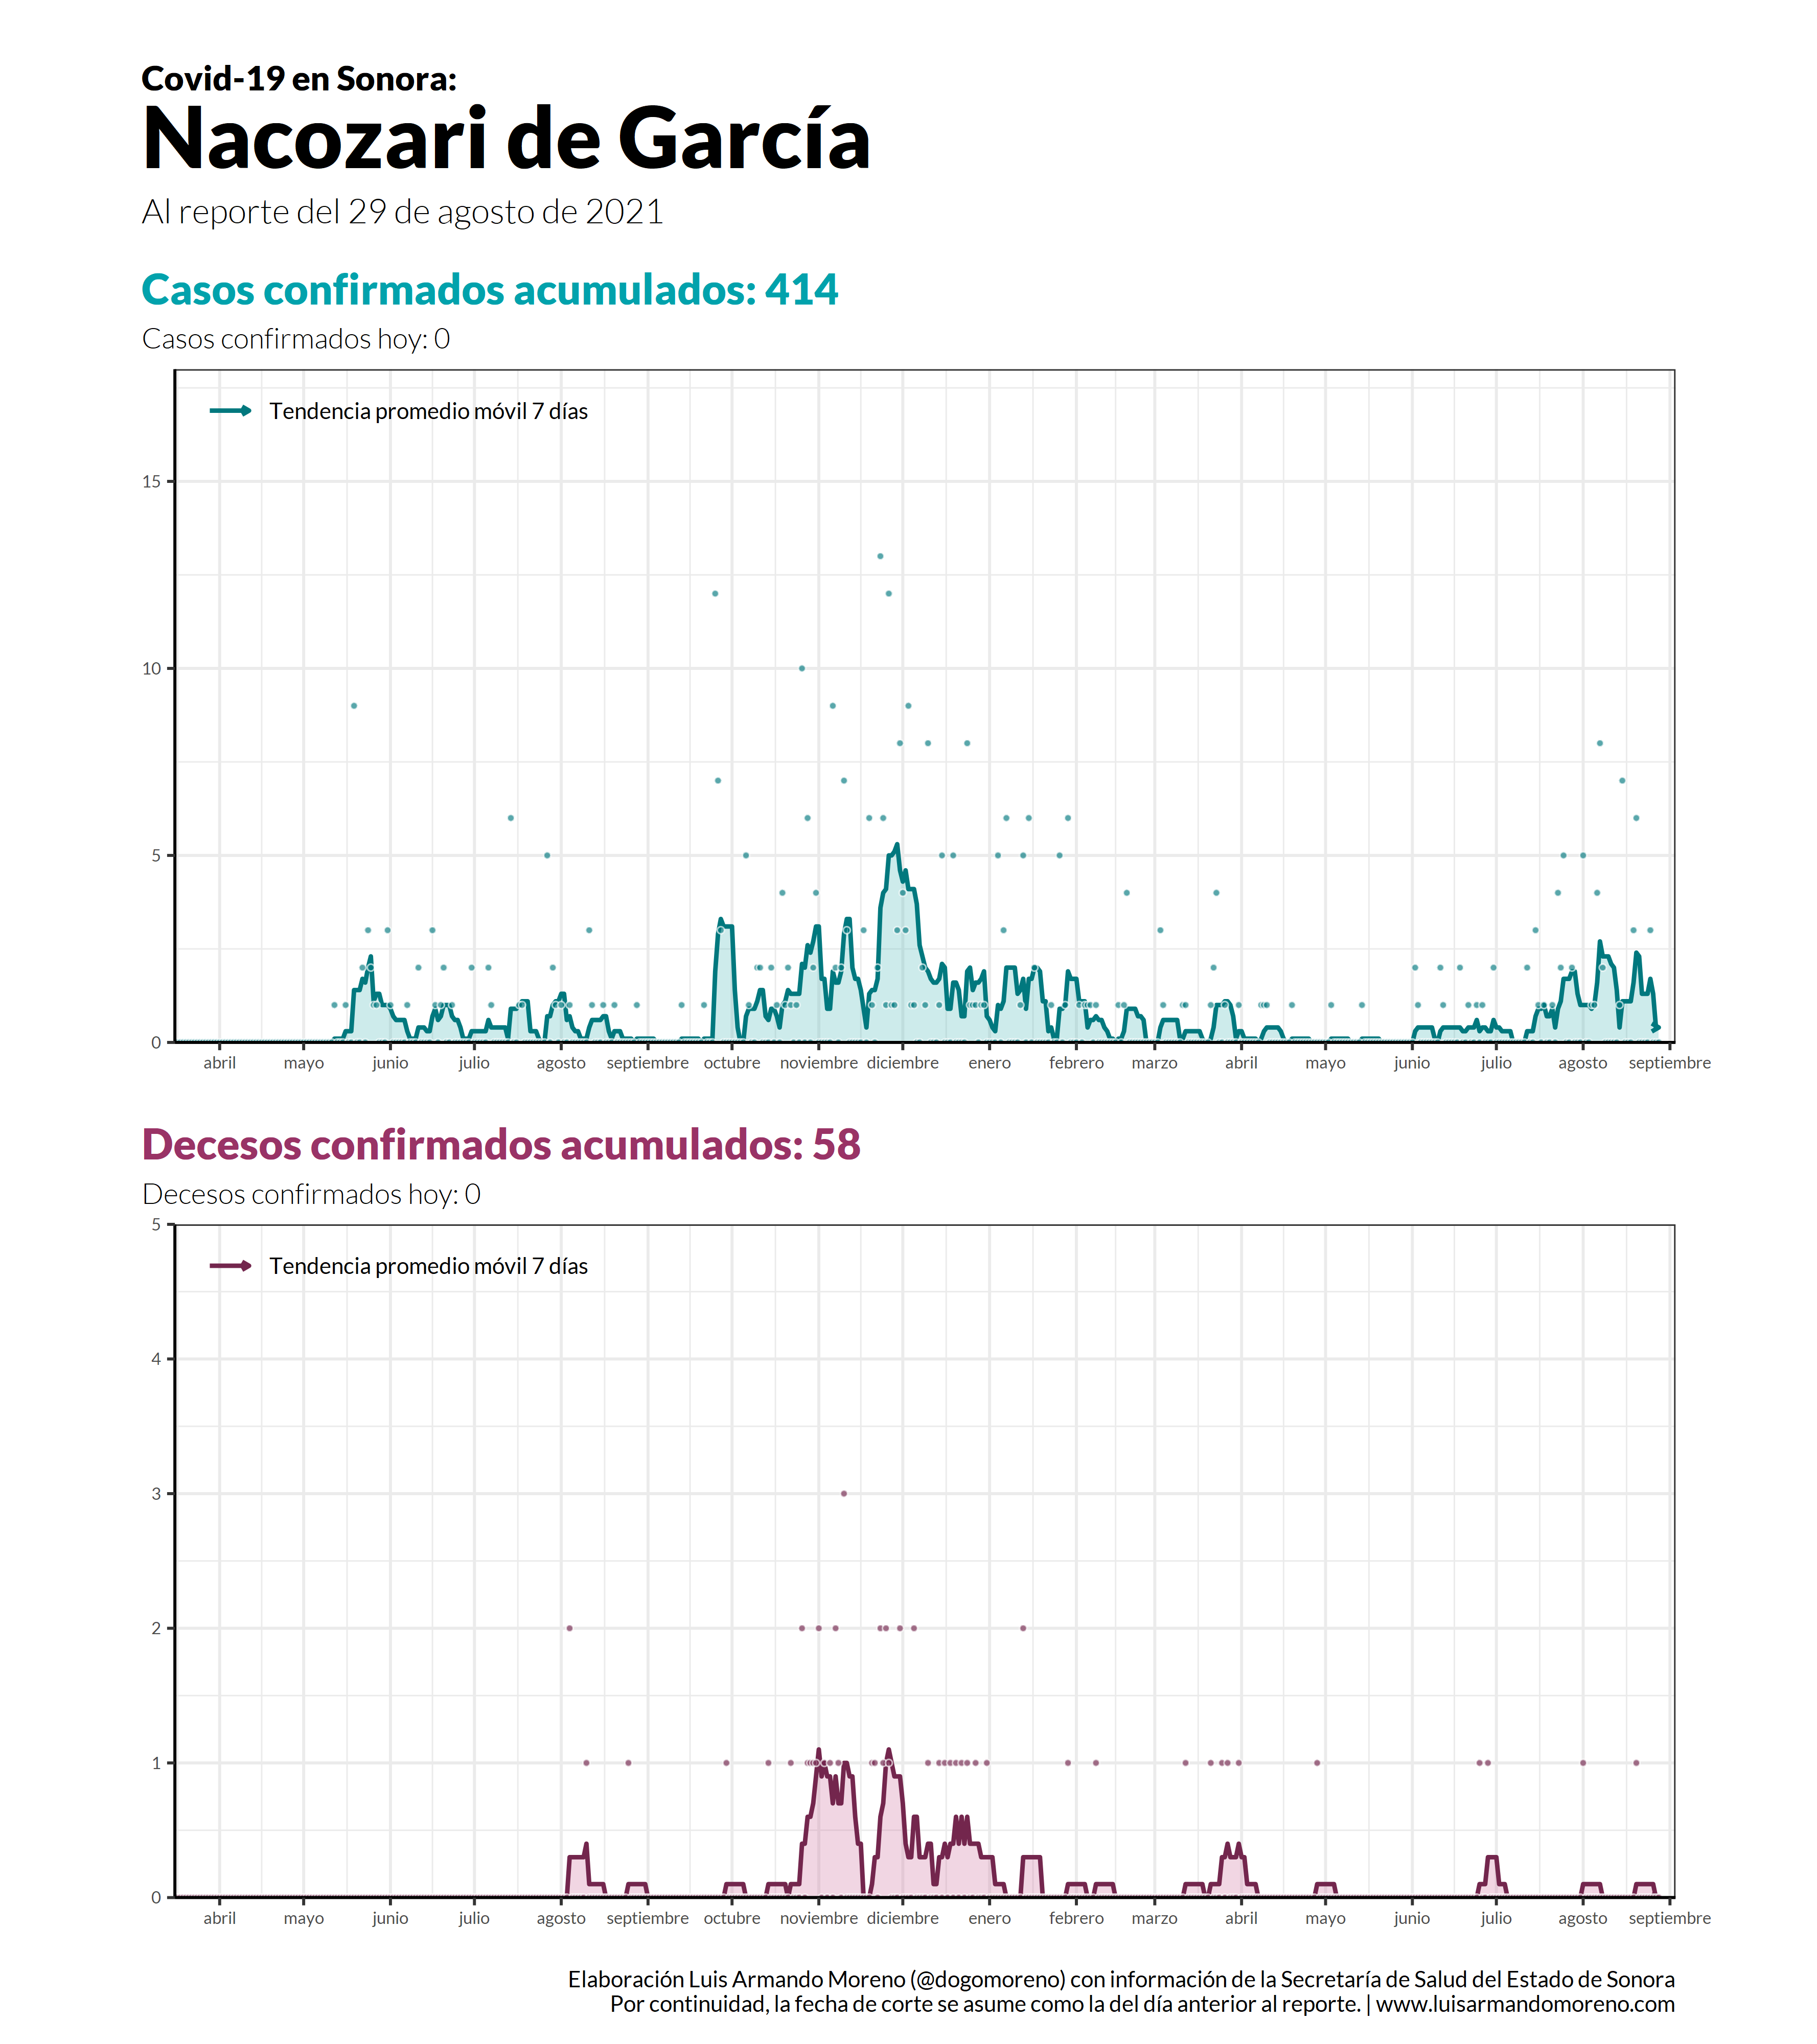 Covid-19 en Sonora:
Nacozari de García
Al reporte del 29 de agosto de 2021
Casos confirmados acumulados: 414
Casos confirmados hoy: 0
Tendencia promedio móvil 7 días
15
10
5
0
abril mayo junio julio agosto septiembre octubre noviembre diciembre enero febrero marzo abril mayo junio julio agosto septiembre
Decesos confirmados acumulados: 58
Decesos confirmados hoy: 0
5
Tendencia promedio móvil 7 días
4
3
2
1
0
abril mayo junio julio agosto septiembre octubre noviembre diciembre enero febrero marzo abril mayo junio julio agosto septiembre
Elaboración Luis Armando Moreno (@dogomoreno) con información de la Secretaría de Salud del Estado de Sonora
Por continuidad, la fecha de corte se asume como la del día anterior al reporte. | www.luisarmandomoreno.com